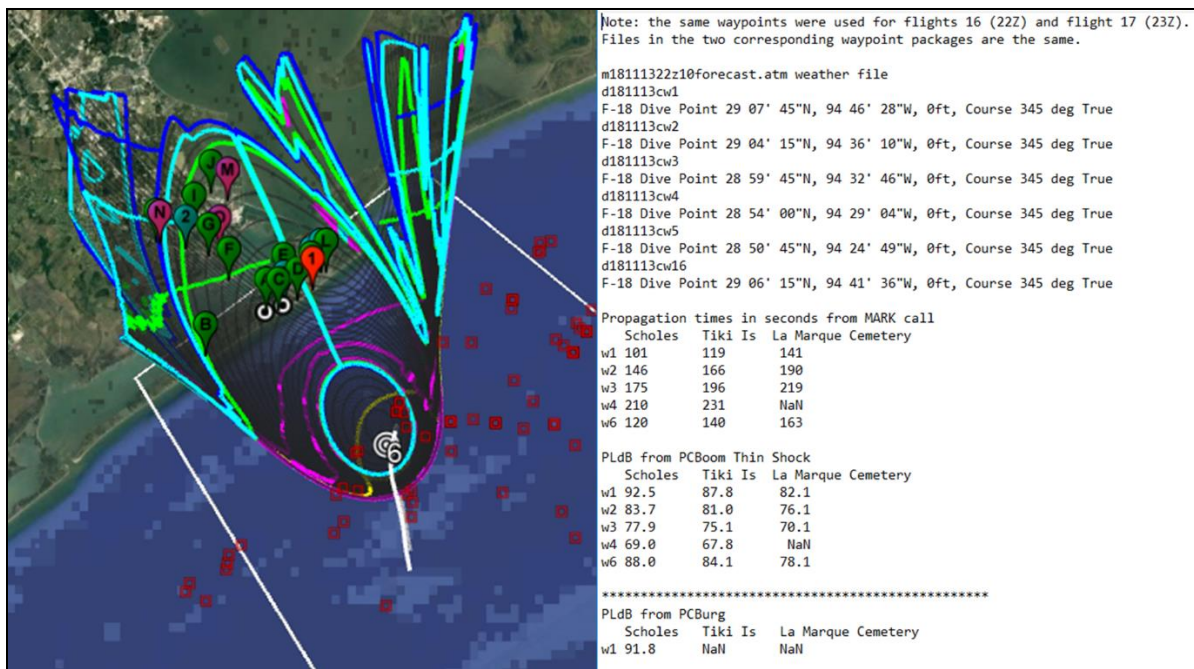 J
M
I
N
2
G
F
E
L
1
C
D
B
6
Note: the same waypoints were used for flights 16 (22Z) and flight 17 (23Z).
Files in the two corresponding waypoint packages are the same.
m18111322z10forecast.atm weather file
d181113cw1
F-18 Dive Point 29 07' 45"N, 94 46' 28"W, 0ft, Course 345 deg True
d181113cw2
F-18 Dive Point 29 04' 15"N, 94 36' 10"W, 0ft, Course 345 deg True
d181113cw3
F-18 Dive Point 28 59' 45"N, 94 32' 46"W, 0ft, Course 345 deg True
d181113cw4
F-18 Dive Point 28 54' 00"N, 94 29' 04"W, 0ft, Course 345 deg True
d181113cw5
F-18 Dive Point 28 50' 45"N, 94 24' 49"W, 0ft, Course 345 deg True
d181113cw16
F-18 Dive Point 29 06' 15"N, 94 41' 36"W, 0ft, Course 345 deg True
Propagation times in seconds from MARK call
Scholes Tiki Is La Marque Cemetery
w1 101 119 141
w2 146 166 190
w3 175 196 219
w4 210 231 NaN
w6 120 140 163
PLdB from PCBoom Thin Shock
Scholes Tiki Is La Marque Cemetery
w1 92.5 87.8 82.1
w2 83.7 81.0 76.1
w3 77.9 75.1 70.1
w4 69.0 67.8 NaN
w6 88.0 84.1 78.1
**************************************************
PLdB from PCBurg
Scholes Tiki Is La Marque Cemetery
w1 91.8 NaN NaN